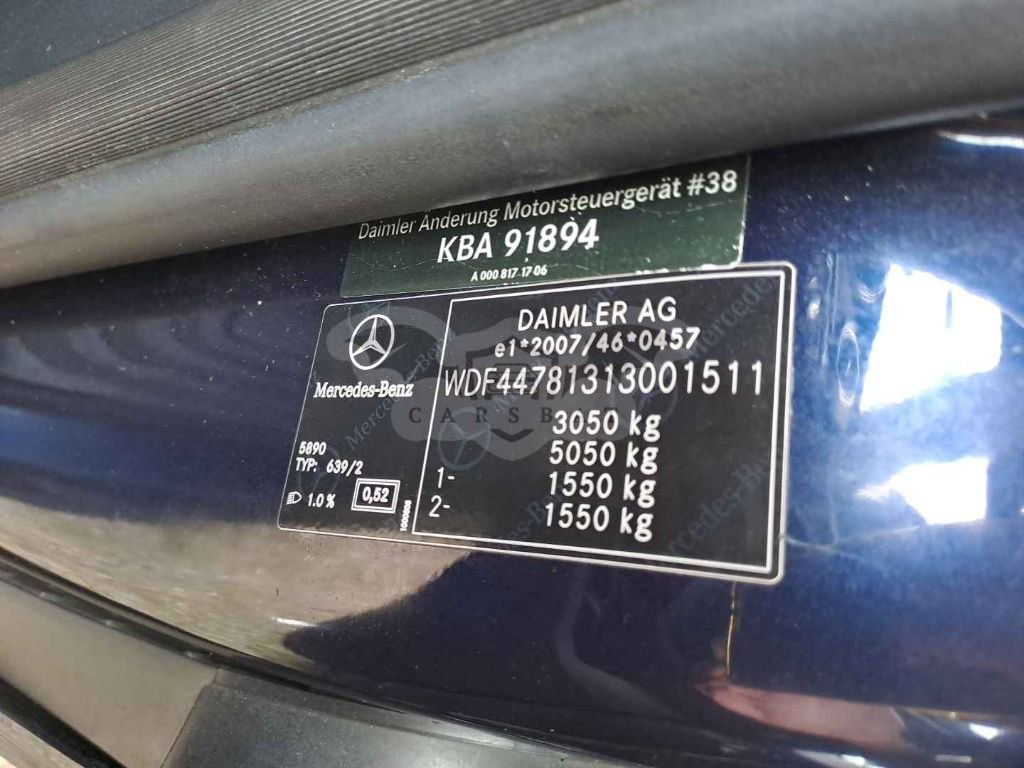 Daimler Änderung Motorsteuergerät #38
KBA 91894
A 000 817 17 06
DAIMLER AG
e1*2007/46*0457
WDF44781313001511
3050 kg
5050 kg
1- 1550 kg
2- 1550 kg
Mercedes-Benz
5890
TYP: 639/2
1.0% 0,52
CARSBA